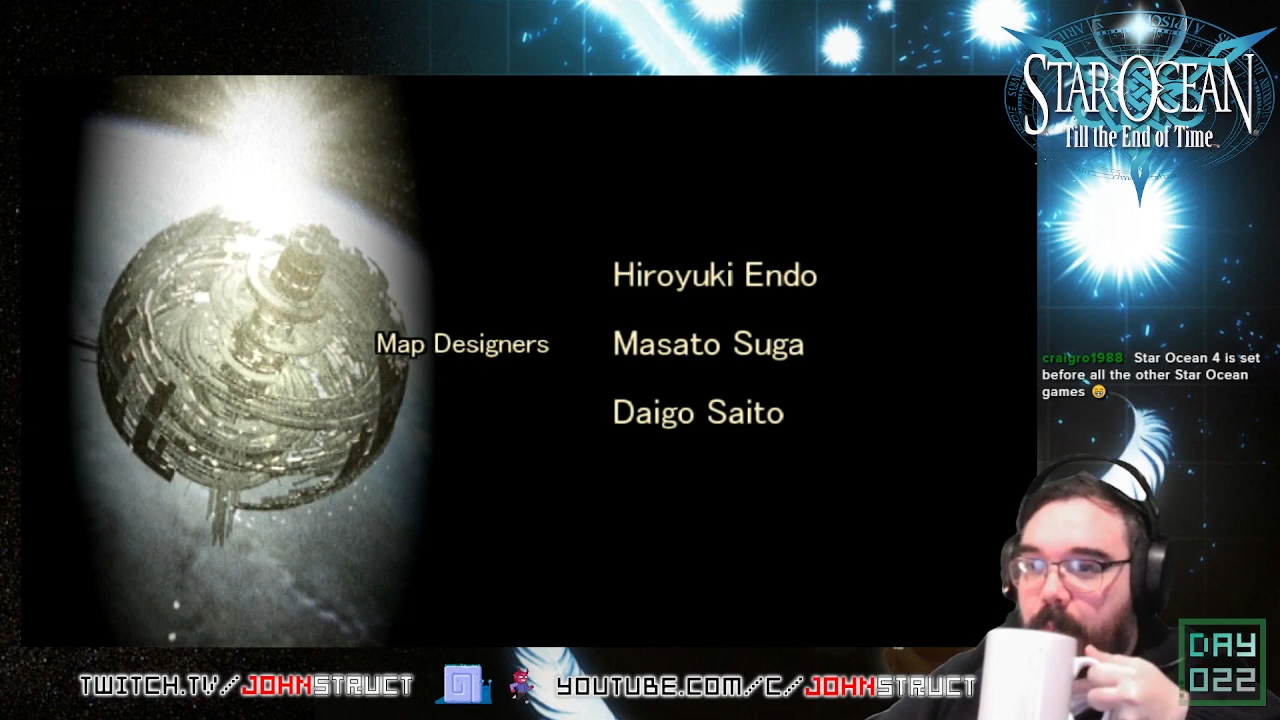 STAR OCEAN
Till the End of Time
Hiroyuki Endo
Map Designers
Masato Suga
Daigo Saito
craigro1988: Star Ocean 4 is set
before all the other Star Ocean
games 😁
TWITCH.TV/JOHNSTRUCT
YOUTUBE.COM/C/JOHNSTRUCT
DAY
022